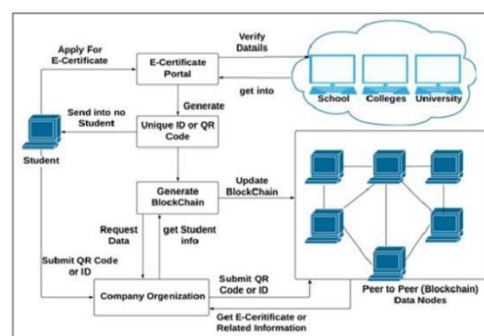 Apply For
E-Certificate
E-Certificate
Portal
Verify
Datails
get into
School
Colleges
University
Generate
Send into no
Student
Unique ID or QR
Code
Student
Generate
BlockChain
Update
BlockChain
Request
Data
get Student
info
Submit QR Code
or ID
Company Orgenization
Submit QR
Code or ID
Peer to Peer (Blockchain)
Data Nodes
Get E-Ceritificate or
Related Information